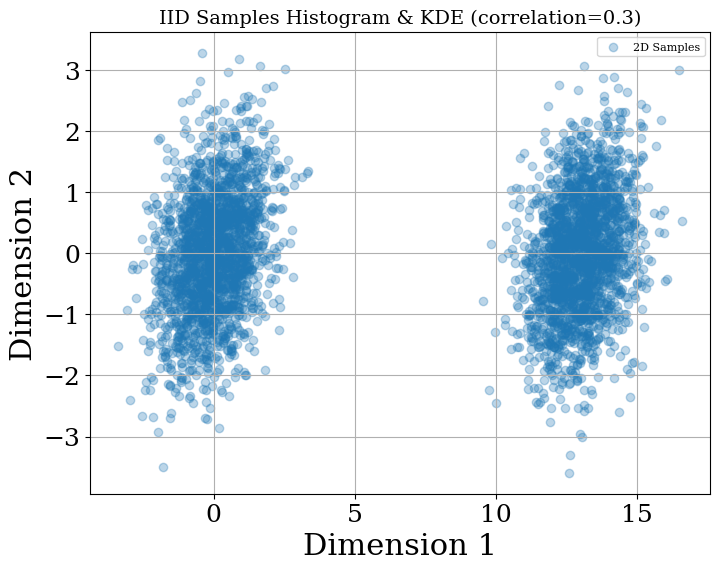 IID Samples Histogram & KDE (correlation=0.3)
2D Samples
Dimension 2
3
2
1
0
−1
−2
−3
0 5 10 15
Dimension 1